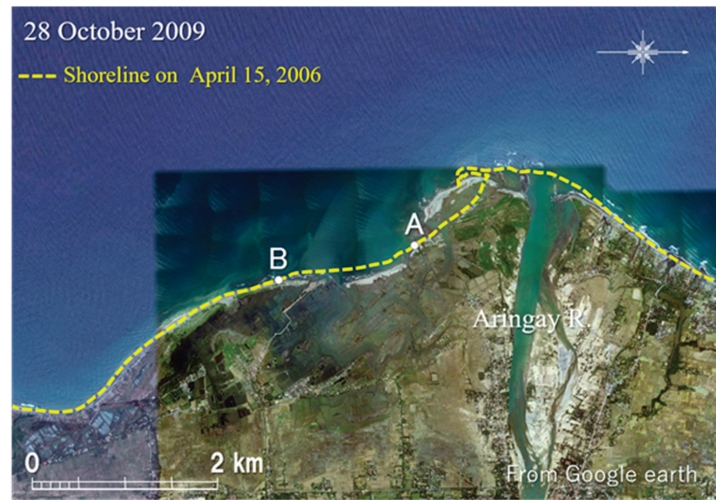 28 October 2009
Shoreline on April 15, 2006
A
B
Aringay R.
0 2 km
From Google earth